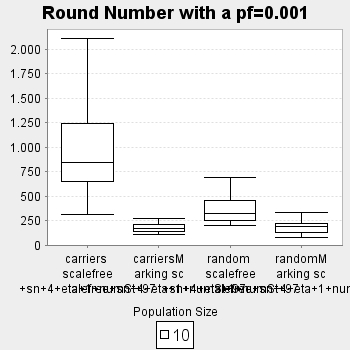 Round Number with a pf=0.001
2.000
1.750
1.500
1.250
1.000
750
500
250
0
carriers
scalefree
carriersM
arking sc
random
scalefree
randomM
arking sc
Population Size
10